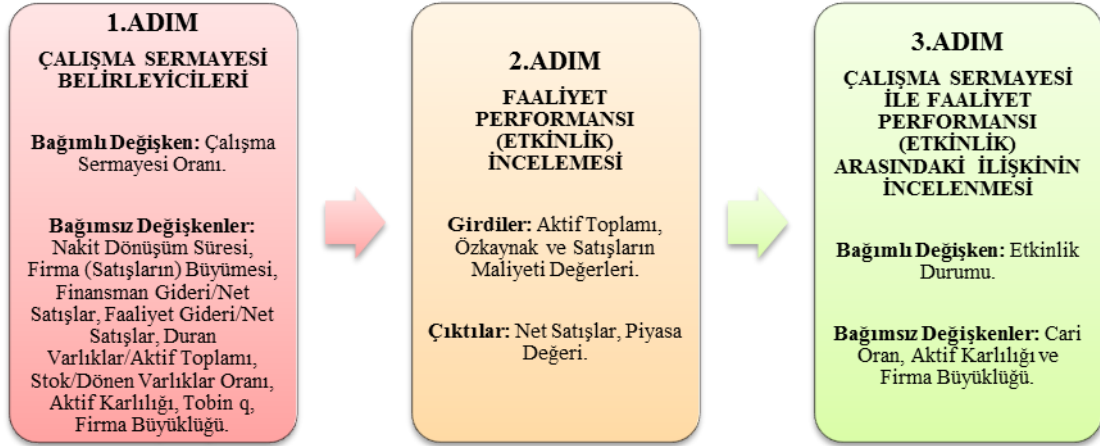 1.ADIM
ÇALIŞMA SERMAYESİ
BELİRLEYİCİLERİ
Bağımlı Değişken: Çalışma
Sermayesi Oranı.
Bağımsız Değişkenler:
Nakit Dönüşüm Süresi,
Firma (Satışların) Büyümesi,
Finansman Gideri/Net
Satışlar, Faaliyet Gideri/Net
Satışlar, Duran
Varlıklar/Aktif Toplamı,
Stok/Dönen Varlıklar Oranı,
Aktif Karlılığı, Tobin q,
Firma Büyüklüğü.
2.ADIM
FAALİYET
PERFORMANSI
(ETKİNLİK)
İNCELEMESİ
Girdiler: Aktif Toplamı,
Özkaynak ve Satışların
Maliyeti Değerleri.
Çıktılar: Net Satışlar, Piyasa
Değeri.
3.ADIM
ÇALIŞMA SERMAYESİ
İLE FAALİYET
PERFORMANSI
(ETKİNLİK)
ARASINDAKİ İLİŞKİNİN
İNCELENMESİ
Bağımlı Değişken: Etkinlik
Durumu.
Bağımsız Değişkenler: Cari
Oran, Aktif Karlılığı ve
Firma Büyüklüğü.